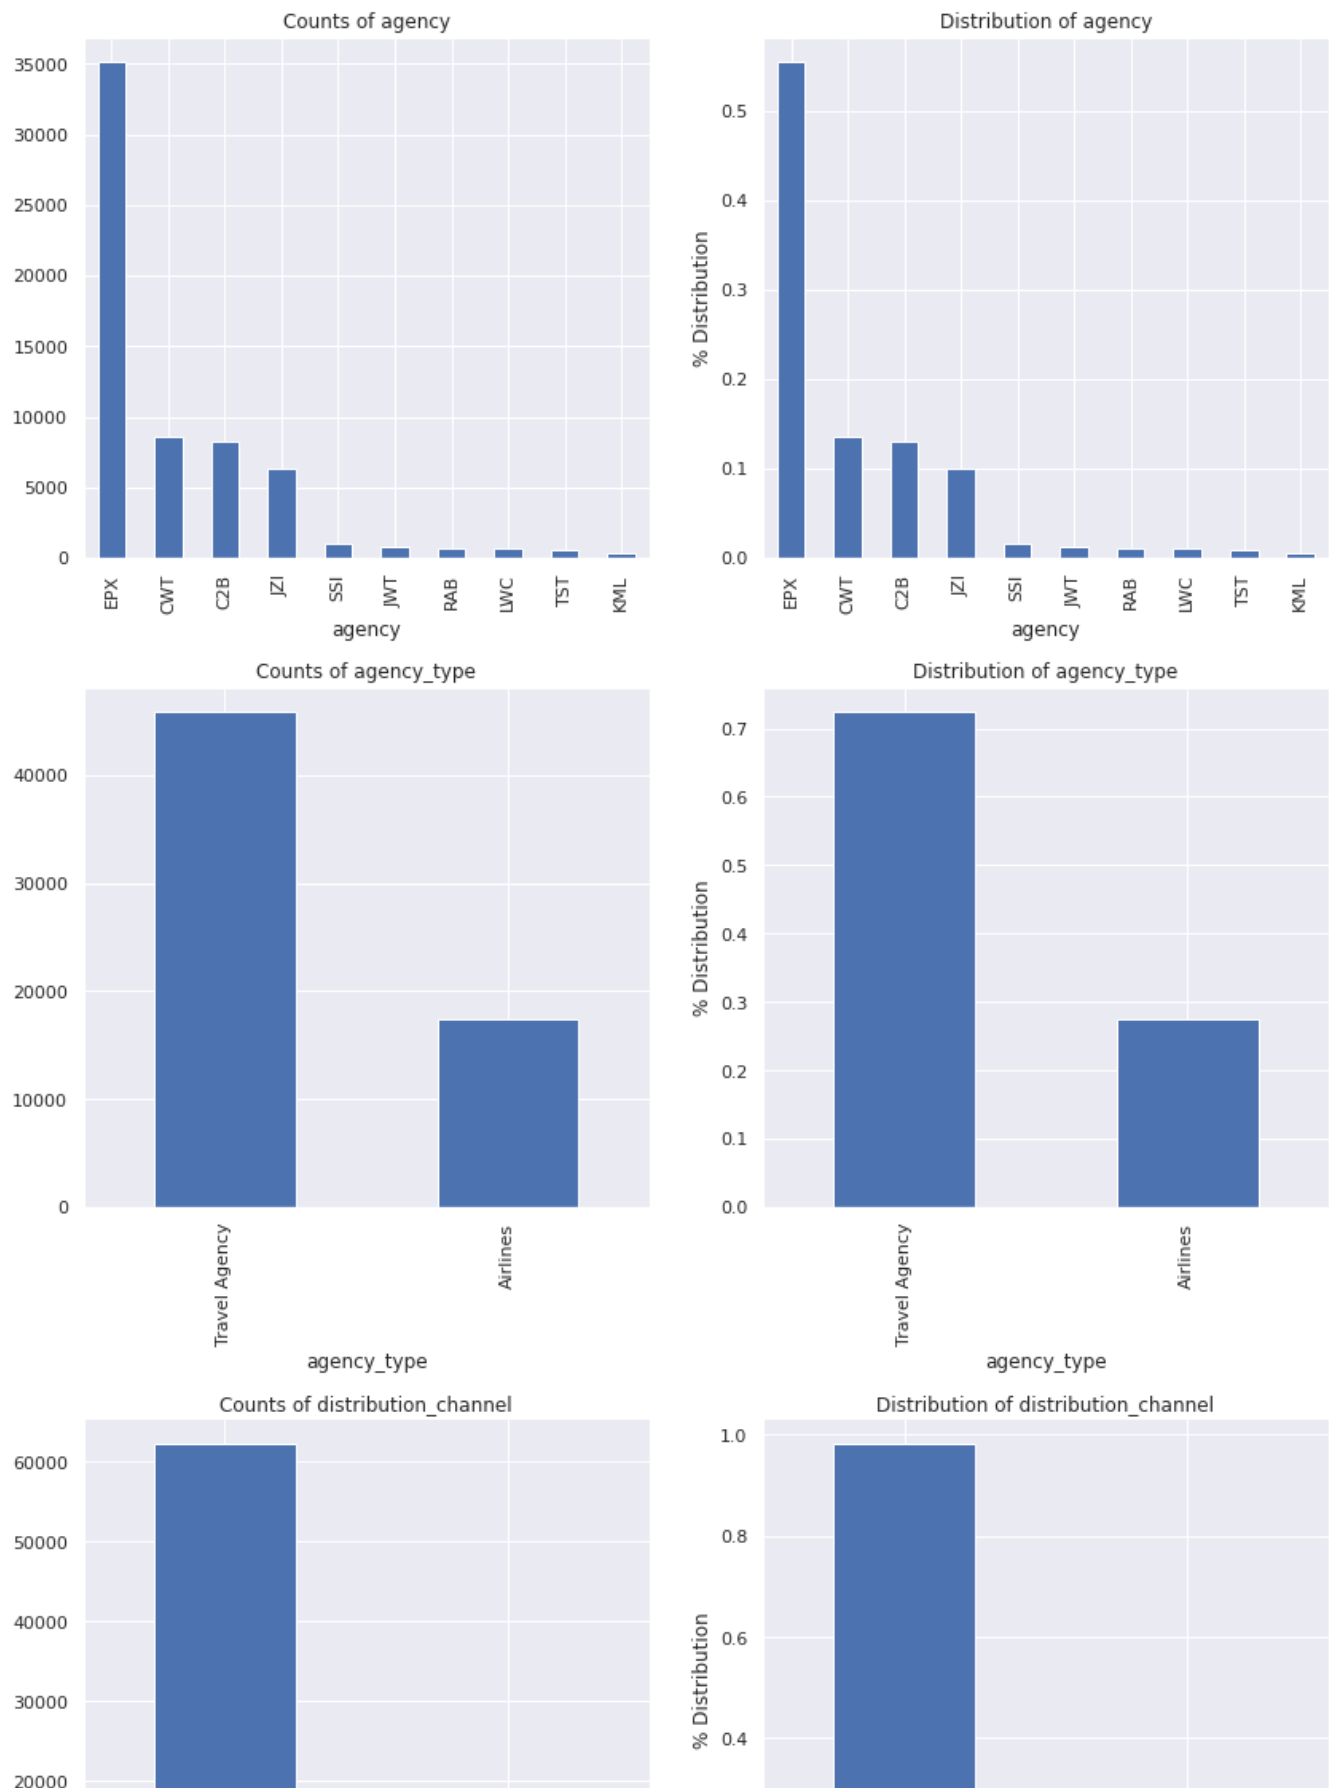 Counts of agency
35000
30000
25000
20000
15000
10000
5000
0
EPX
CWT
C2B
JZI
SSI
JWT
RAB
LWC
TST
KML
agency
Distribution of agency
% Distribution
0.5
0.4
0.3
0.2
0.1
0.0
EPX
CWT
C2B
JZI
SSI
JWT
RAB
LWC
TST
KML
agency
Counts of agency_type
40000
30000
20000
10000
0
Travel Agency
Airlines
agency_type
Distribution of agency_type
% Distribution
0.7
0.6
0.5
0.4
0.3
0.2
0.1
0.0
Travel Agency
Airlines
agency_type
Counts of distribution_channel
60000
50000
40000
30000
20000
Distribution of distribution_channel
% Distribution
1.0
0.8
0.6
0.4